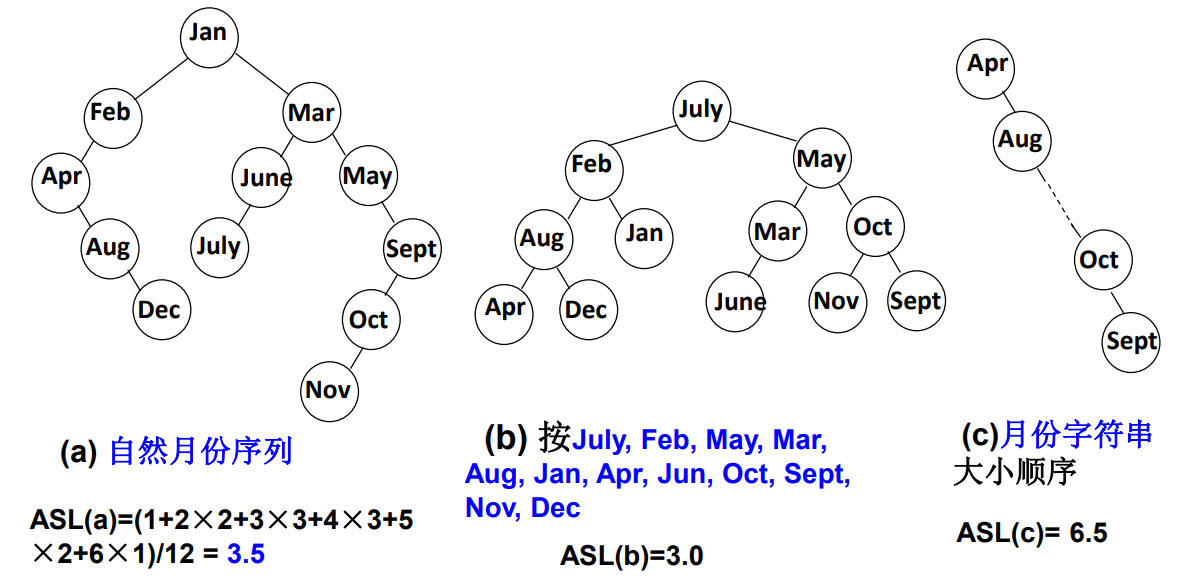 Jan
Feb
Mar
Apr
June
May
Aug
July
Sept
Dec
Oct
Nov
(a) 自然月份序列
ASL(a)=(1+2×2+3×3+4×3+5
×2+6×1)/12 = 3.5
July
Feb
May
Aug
Jan
Mar
Oct
Apr
Dec
June
Nov
Sept
(b) 按July, Feb, May, Mar,
Aug, Jan, Apr, Jun, Oct, Sept,
Nov, Dec
ASL(b)=3.0
Apr
Aug
Oct
Sept
(c)月份字符串
大小顺序
ASL(c)= 6.5